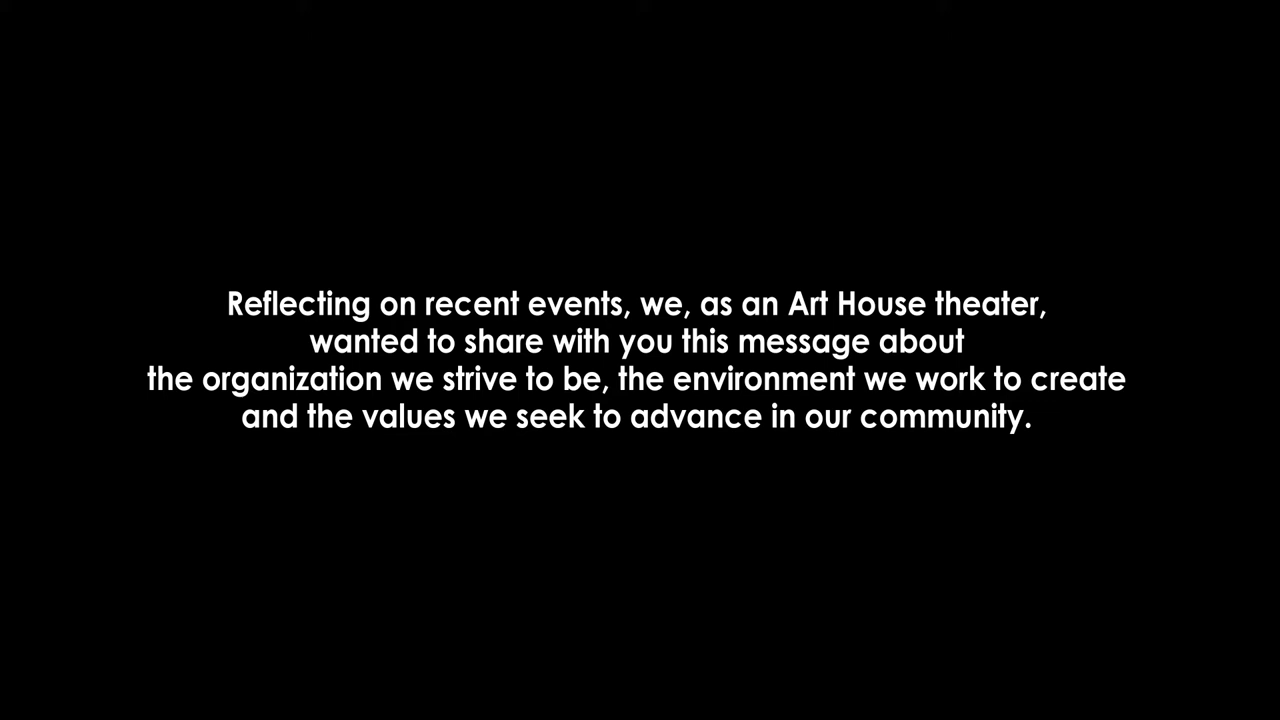 Reflecting on recent events, we, as an Art House theater,
wanted to share with you this message about
the organization we strive to be, the environment we work to create
and the values we seek to advance in our community.